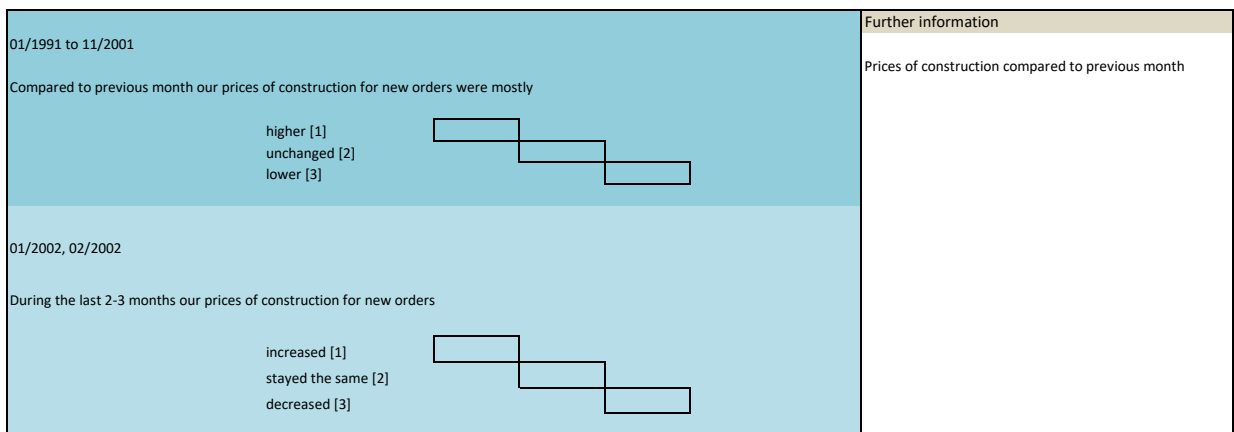 Further information
01/1991 to 11/2001
Prices of construction compared to previous month
Compared to previous month our prices of construction for new orders were mostly
higher [1]
unchanged [2]
lower [3]
01/2002, 02/2002
During the last 2-3 months our prices of construction for new orders
increased [1]
stayed the same [2]
decreased [3]